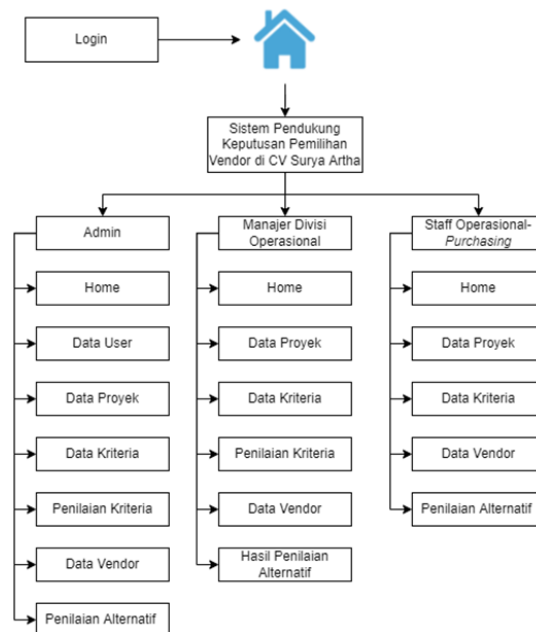 Login
Sistem Pendukung
Keputusan Pemilihan
Vendor di CV Surya Artha
Admin
Home
Data User
Data Proyek
Data Kriteria
Penilaian Kriteria
Data Vendor
Penilaian Alternatif
Manajer Divisi
Operasional
Home
Data Proyek
Data Kriteria
Penilaian Kriteria
Data Vendor
Hasil Penilaian
Alternatif
Staff Operasional-
Purchasing
Home
Data Proyek
Data Kriteria
Data Vendor
Penilaian Alternatif